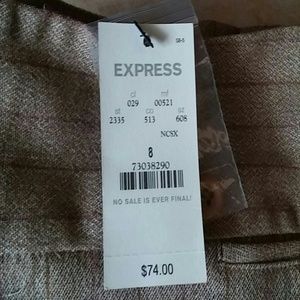 EXPRESS
cl mf
029 00521
st co sz
2335 513 608
NCSX
8
73038290
NO SALE IS EVER FINAL!
$74.00